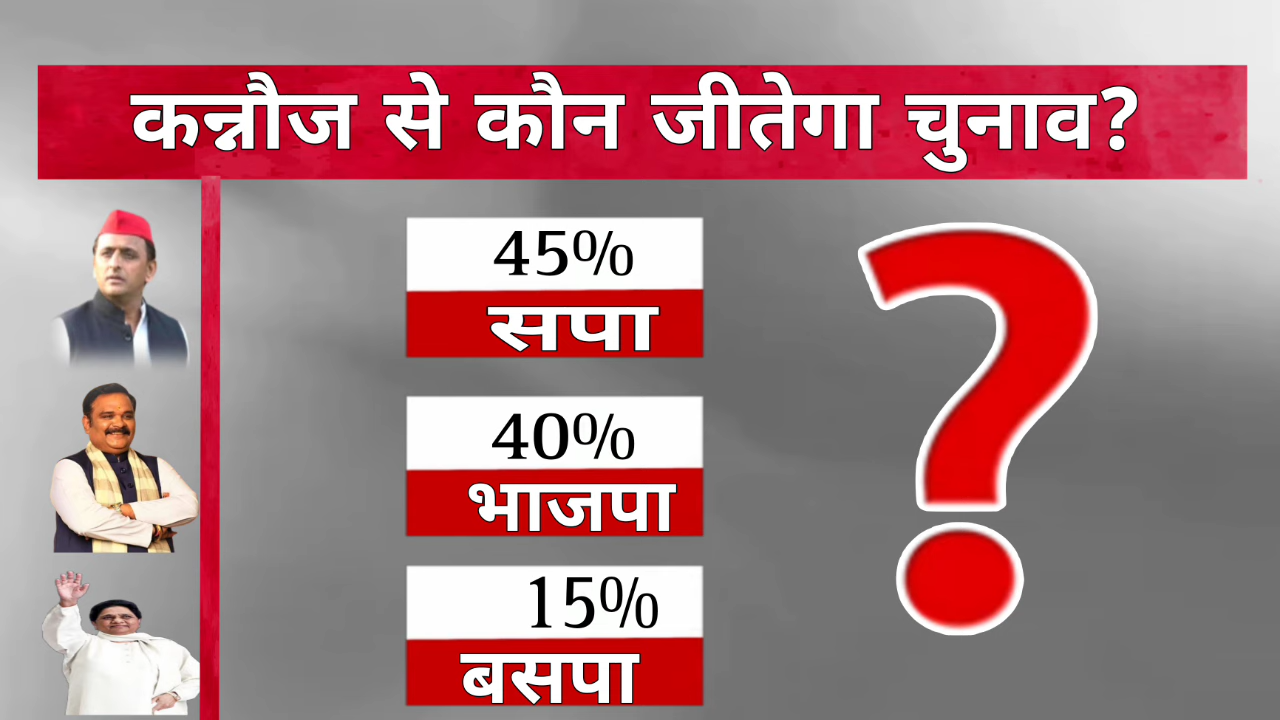 कन्नौज से कौन जीतेगा चुनाव?
45%
सपा
40%
भाजपा
15%
बसपा
?